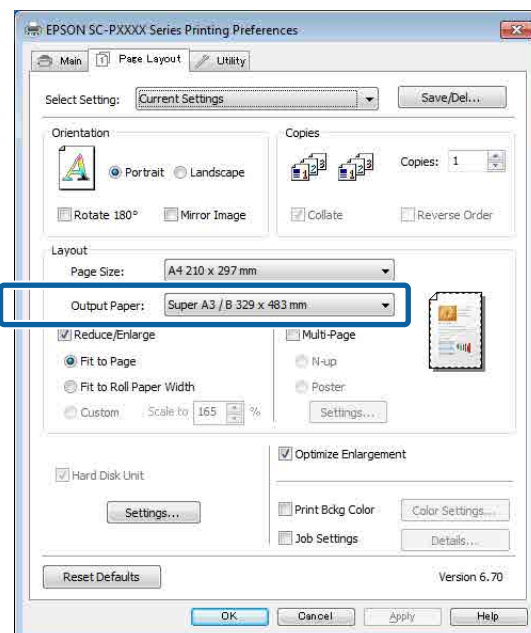 EPSON SC-PXXXX Series Printing Preferences
Main Page Layout Utility
Select Setting: Current Settings Save/Del...
Orientation Copies
Portrait Landscape Copies: 1
Rotate 180° Mirror Image Collate Reverse Order
Layout
Page Size: A4 210 x 297 mm
Output Paper: Super A3 / B 329 x 483 mm
Reduce/Enlarge Multi-Page
Fit to Page N-up
Fit to Roll Paper Width Poster
Custom Scale to 165 % Settings...
Optimize Enlargement
Hard Disk Unit
Settings... Print Bckg Color Color Settings...
Job Settings Details...
Reset Defaults Version 6.70
OK Cancel Apply Help